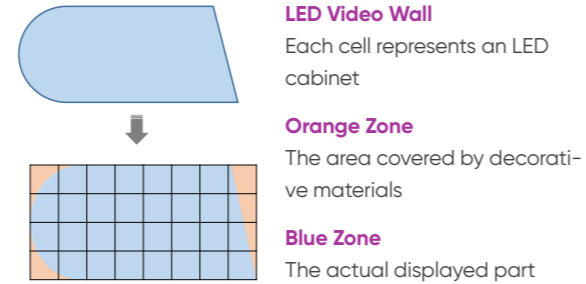 LED Video Wall
Each cell represents an LED
cabinet
Orange Zone
The area covered by decorati-
ve materials
Blue Zone
The actual displayed part